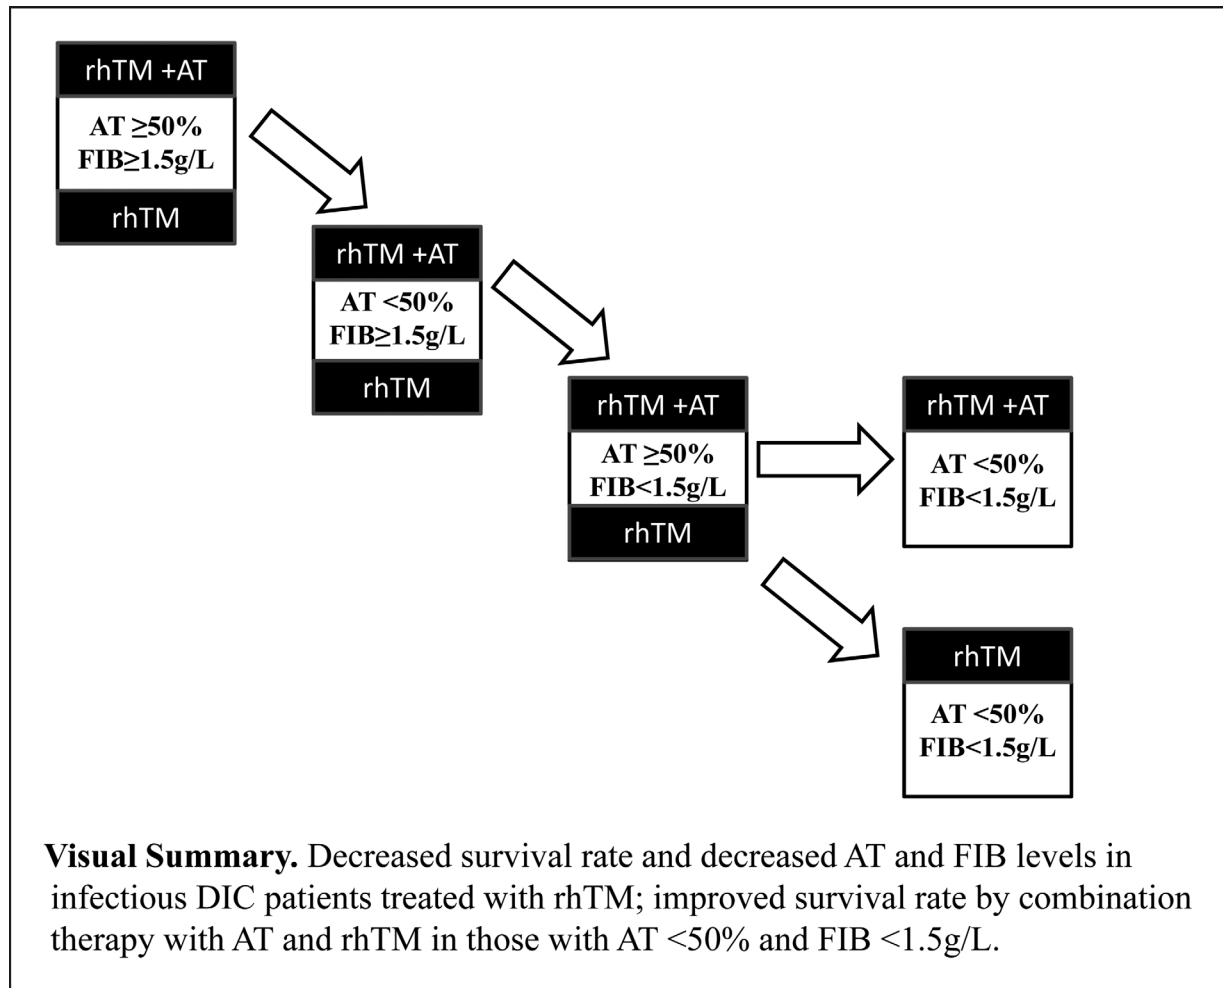 rhTM +AT
AT ≥50%
FIB≥1.5g/L
rhTM
rhTM +AT
AT <50%
FIB≥1.5g/L
rhTM
rhTM +AT
AT ≥50%
FIB<1.5g/L
rhTM
rhTM +AT
AT <50%
FIB<1.5g/L
rhTM
AT <50%
FIB<1.5g/L
Visual Summary. Decreased survival rate and decreased AT and FIB levels in
infectious DIC patients treated with rhTM; improved survival rate by combination
therapy with AT and rhTM in those with AT <50% and FIB <1.5g/L.